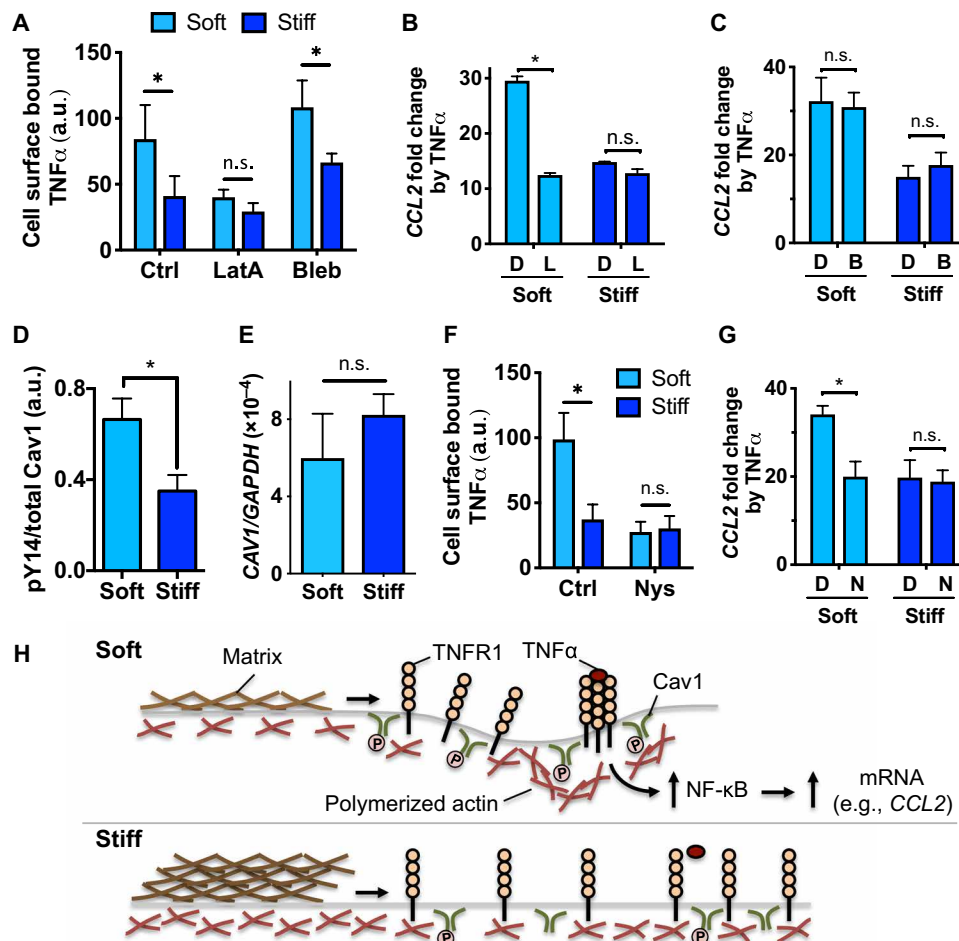 A
Soft
Stiff
Cell surface bound
TNFα (a.u.)
150
100
50
0
*
n.s.
*
Ctrl
LatA
Bleb
B
CCL2 fold change
by TNFα
30
20
10
0
*
n.s.
D L D L
Soft Stiff
C
CCL2 fold change
by TNFα
40
20
0
n.s.
n.s.
D B D B
Soft Stiff
D
pY14/total Cav1 (a.u.)
0.8
0.4
0.0
*
Soft Stiff
E
CAV1/GAPDH (×10⁻⁴)
8
4
0
n.s.
Soft Stiff
F
Soft
Stiff
Cell surface bound
TNFα (a.u.)
150
100
50
0
*
n.s.
Ctrl Nys
G
CCL2 fold change
by TNFα
40
20
0
*
n.s.
D N D N
Soft Stiff
H
Soft
Matrix
TNFR1
TNFα
Cav1
P
P
P
P
Polymerized actin
NF-κB
mRNA
(e.g., CCL2)
Stiff
P
P